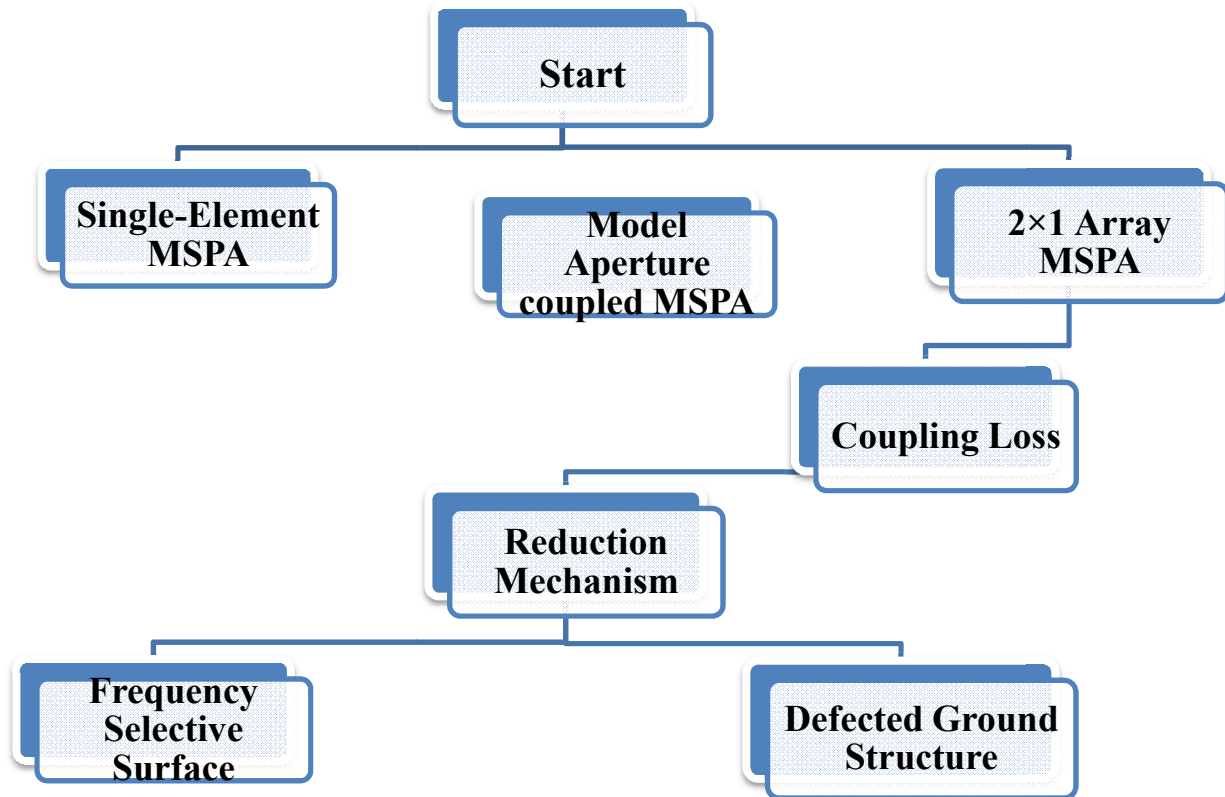 Start
Single-Element
MSPA
Model
Aperture
coupled MSPA
2×1 Array
MSPA
Coupling Loss
Reduction
Mechanism
Frequency
Selective
Surface
Defected Ground
Structure